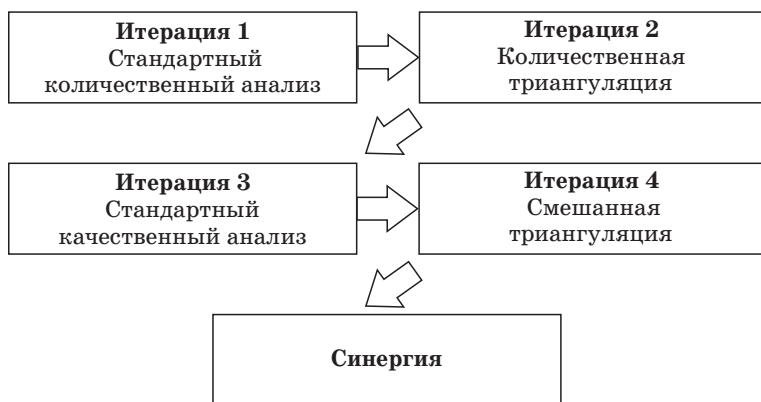 Итерация 1
Стандартный
количественный анализ
Итерация 2
Количественная
триангуляция
Итерация 3
Стандартный
качественный анализ
Итерация 4
Смешанная
триангуляция
Синергия